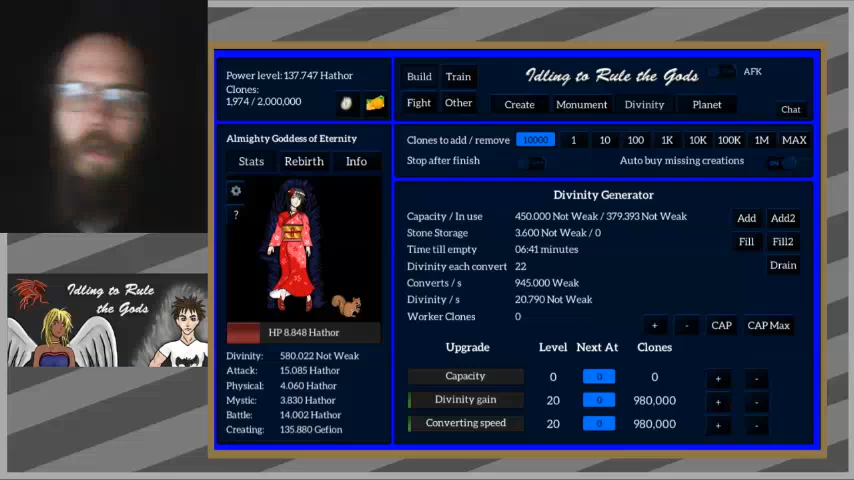 Power level: 137.747 Hathor
Clones:
1,974 / 2,000,000
Build
Train
Fight
Other
Idling to Rule the Gods
AFK
Create
Monument
Divinity
Planet
Chat
Almighty Goddess of Eternity
Stats
Rebirth
Info
?
HP 8.848 Hathor
Divinity: 580.022 Not Weak
Attack: 15.085 Hathor
Physical: 4.060 Hathor
Mystic: 3.830 Hathor
Battle: 14.002 Hathor
Creating: 135.880 Gefion
Clones to add / remove 10000 1 10 100 1K 10K 100K 1M MAX
Stop after finish
Auto buy missing creations
Divinity Generator
Capacity / In use 450.000 Not Weak / 379.393 Not Weak Add Add2
Stone Storage 3.600 Not Weak / 0
Time till empty 06:41 minutes Fill Fill2
Divinity each convert 22 Drain
Converts / s 945.000 Weak
Divinity / s 20.790 Not Weak
Worker Clones 0
+ - CAP CAP Max
Upgrade Level Next At Clones
Capacity 0 0 0 + -
Divinity gain 20 0 980,000 + -
Converting speed 20 0 980,000 + -
Idling to Rule
the Gods